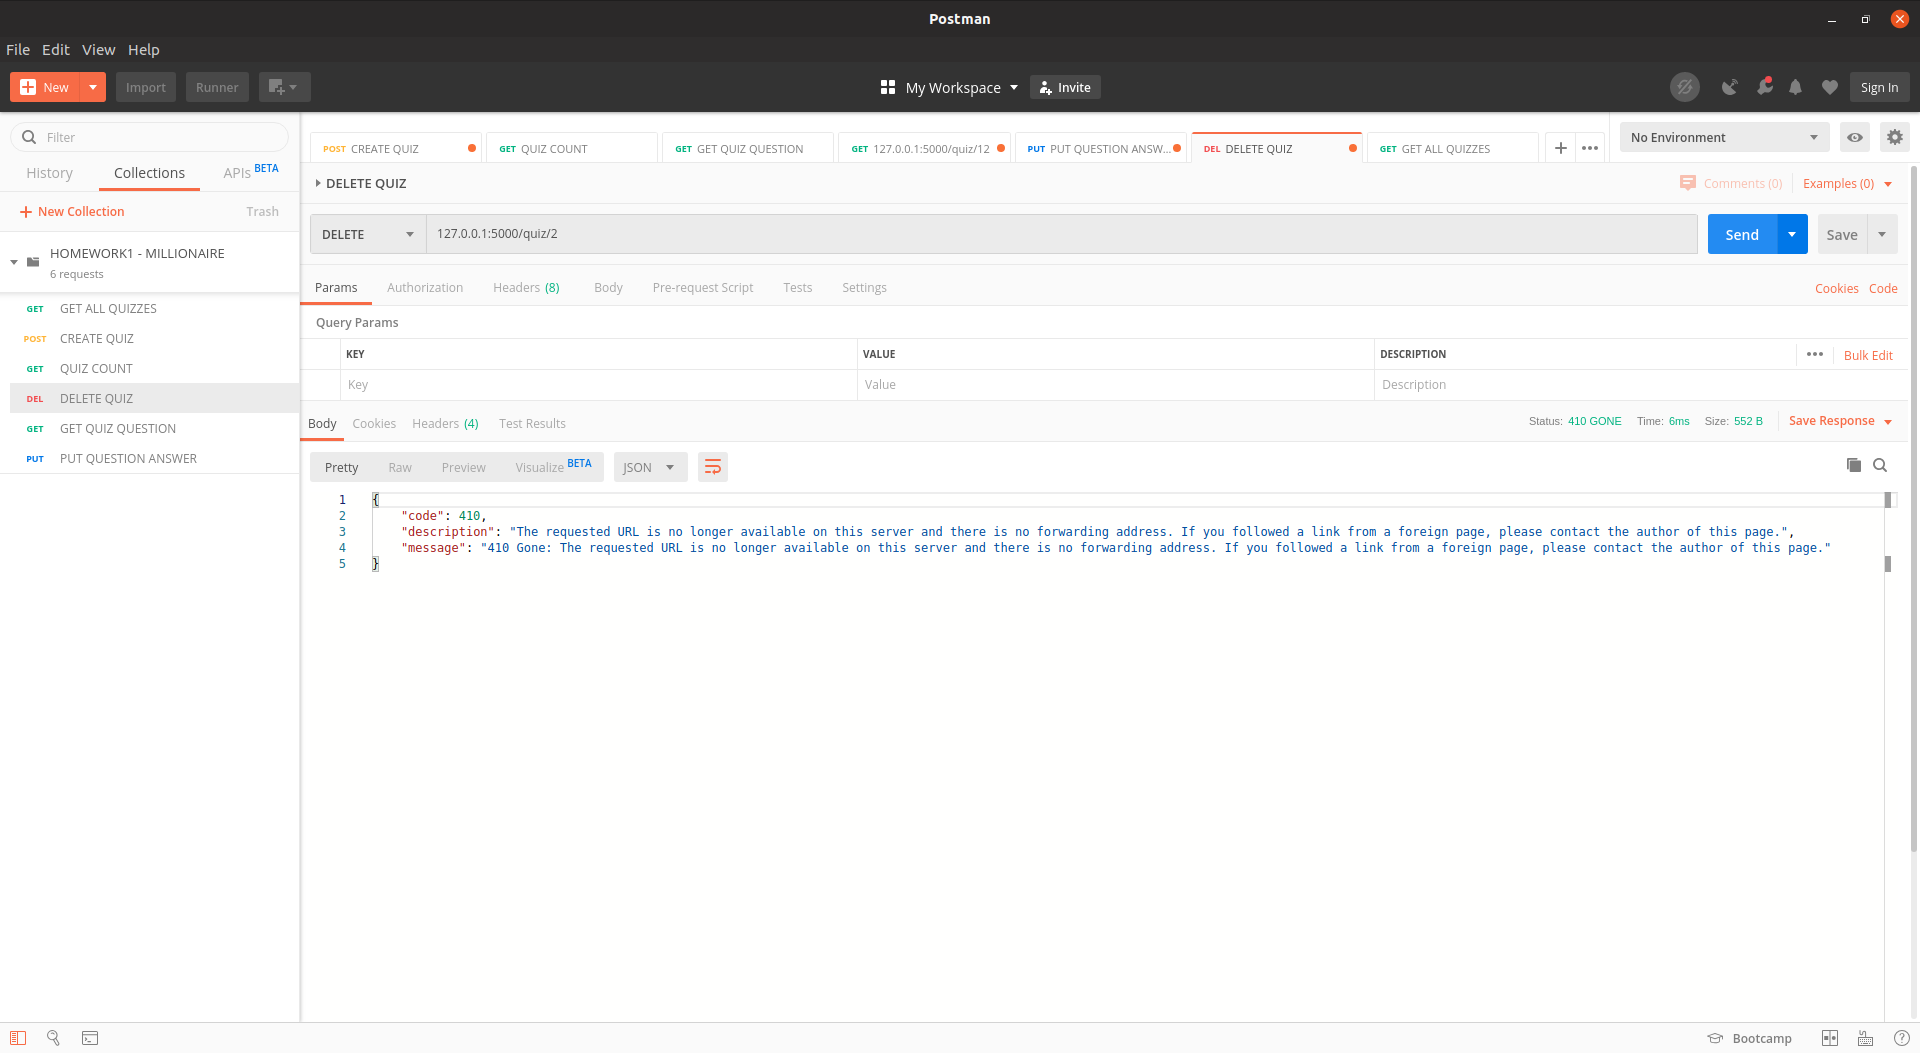 Postman
File Edit View Help
New Import Runner My Workspace Invite Sign In
Filter
History Collections APIs BETA
New Collection Trash
HOMEWORK1 - MILLIONAIRE
6 requests
GET GET ALL QUIZZES
POST CREATE QUIZ
GET QUIZ COUNT
DEL DELETE QUIZ
GET GET QUIZ QUESTION
PUT PUT QUESTION ANSWER
POST CREATE QUIZ GET QUIZ COUNT GET GET QUIZ QUESTION GET 127.0.0.1:5000/quiz/12 PUT PUT QUESTION ANSW... DEL DELETE QUIZ GET GET ALL QUIZZES No Environment
DELETE QUIZ Comments (0) Examples (0)
DELETE 127.0.0.1:5000/quiz/2 Send Save
Params Authorization Headers (8) Body Pre-request Script Tests Settings Cookies Code
Query Params
KEY VALUE DESCRIPTION Bulk Edit
Key Value Description
Body Cookies Headers (4) Test Results Status: 410 GONE Time: 6ms Size: 552 B Save Response
Pretty Raw Preview Visualize BETA JSON
1 {
2 "code": 410,
3 "description": "The requested URL is no longer available on this server and there is no forwarding address. If you followed a link from a foreign page, please contact the author of this page.",
4 "message": "410 Gone: The requested URL is no longer available on this server and there is no forwarding address. If you followed a link from a foreign page, please contact the author of this page."
5 }
Bootcamp